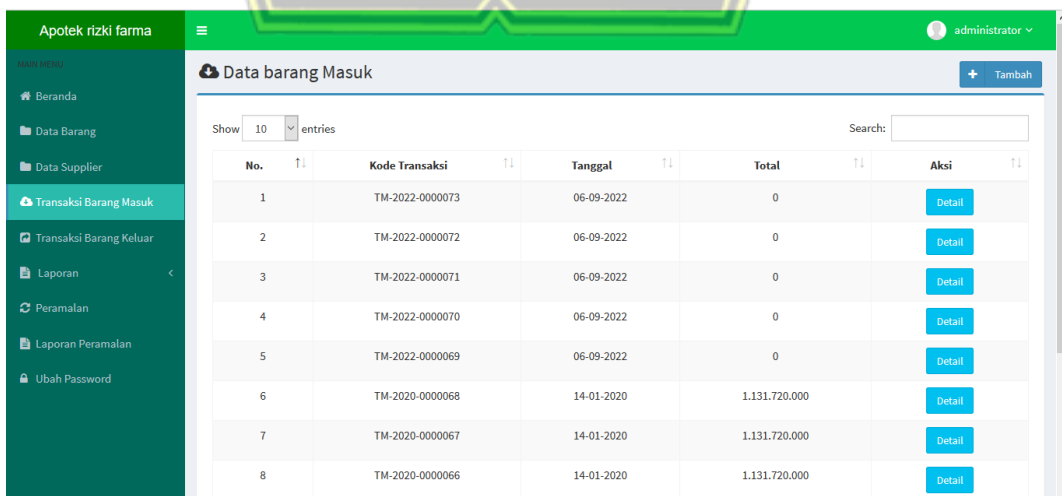 Apotek rizki farma
administrator
MAIN MENU
Beranda
Data Barang
Data Supplier
Transaksi Barang Masuk
Transaksi Barang Keluar
Laporan
Peramalan
Laporan Peramalan
Ubah Password
Data barang Masuk
Tambah
Show 10 entries Search:
No. Kode Transaksi Tanggal Total Aksi
1 TM-2022-0000073 06-09-2022 0 Detail
2 TM-2022-0000072 06-09-2022 0 Detail
3 TM-2022-0000071 06-09-2022 0 Detail
4 TM-2022-0000070 06-09-2022 0 Detail
5 TM-2022-0000069 06-09-2022 0 Detail
6 TM-2020-0000068 14-01-2020 1.131.720.000 Detail
7 TM-2020-0000067 14-01-2020 1.131.720.000 Detail
8 TM-2020-0000066 14-01-2020 1.131.720.000 Detail